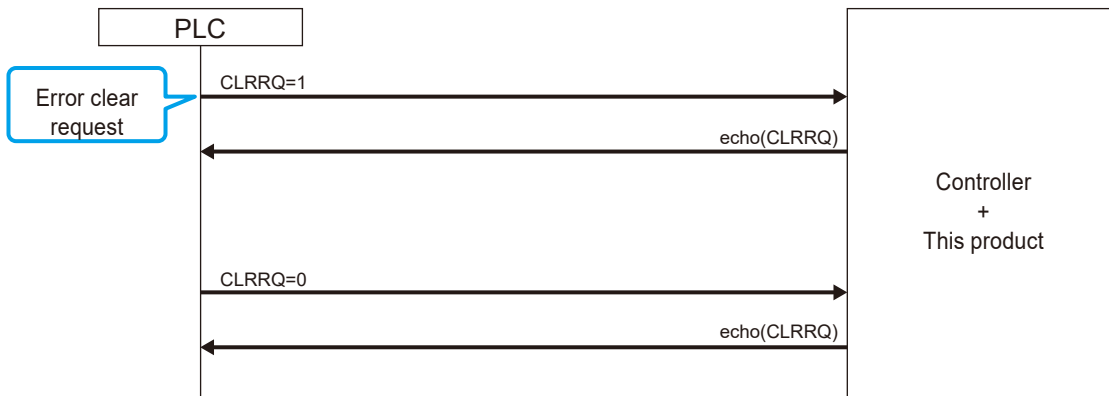 PLC
CLRRQ=1
Error clear
request
echo(CLRRQ)
Controller
+
This product
CLRRQ=0
echo(CLRRQ)